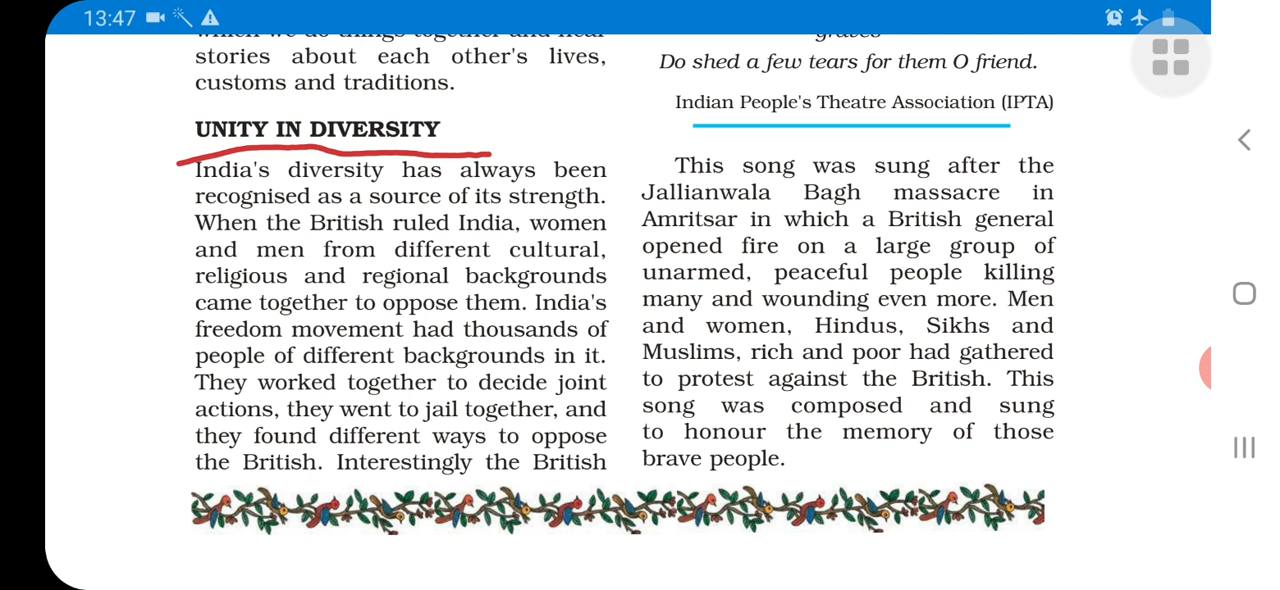 13:47
stories about each other's lives,
customs and traditions.
UNITY IN DIVERSITY
India's diversity has always been
recognised as a source of its strength.
When the British ruled India, women
and men from different cultural,
religious and regional backgrounds
came together to oppose them. India's
freedom movement had thousands of
people of different backgrounds in it.
They worked together to decide joint
actions, they went to jail together, and
they found different ways to oppose
the British. Interestingly the British
graves
Do shed a few tears for them O friend.
Indian People's Theatre Association (IPTA)
This song was sung after the
Jallianwala Bagh massacre in
Amritsar in which a British general
opened fire on a large group of
unarmed, peaceful people killing
many and wounding even more. Men
and women, Hindus, Sikhs and
Muslims, rich and poor had gathered
to protest against the British. This
song was composed and sung
to honour the memory of those
brave people.